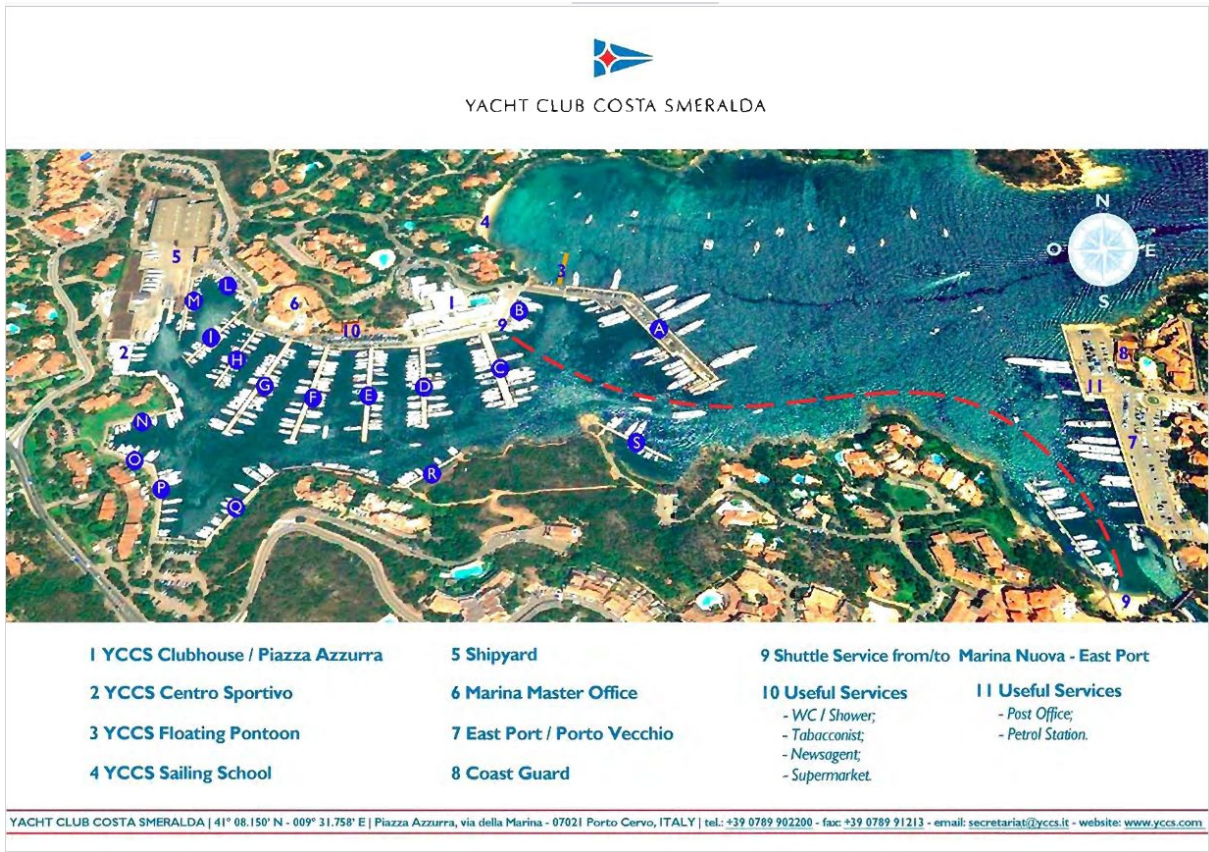 YACHT CLUB COSTA SMERALDA
N
4
5
O
E
3
L
S
M
6
1
B
9
A
10
I
2
8
H
C
11
G
D
E
F
N
S
7
O
R
P
Q
9
1 YCCS Clubhouse / Piazza Azzurra
5 Shipyard
9 Shuttle Service from/to Marina Nuova - East Port
2 YCCS Centro Sportivo
6 Marina Master Office
10 Useful Services
11 Useful Services
- WC / Shower;
- Post Office;
- Tabacconist;
- Petrol Station.
3 YCCS Floating Pontoon
7 East Port / Porto Vecchio
- Newsagent;
4 YCCS Sailing School
8 Coast Guard
- Supermarket.
YACHT CLUB COSTA SMERALDA | 41° 08.150' N - 009° 31.758' E | Piazza Azzurra, via della Marina - 07021 Porto Cervo, ITALY | tel.: +39 0789 902200 - fax: +39 0789 91213 - email: secretariat@yccs.it - website: www.yccs.com